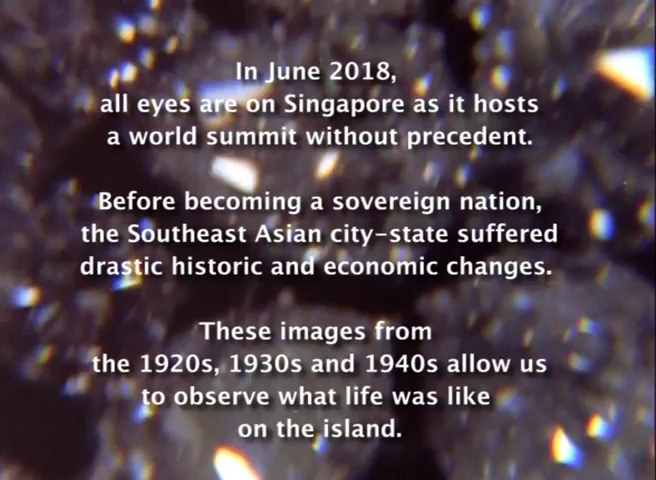 In June 2018,
all eyes are on Singapore as it hosts
a world summit without precedent.
Before becoming a sovereign nation,
the Southeast Asian city-state suffered
drastic historic and economic changes.
These images from
the 1920s, 1930s and 1940s allow us
to observe what life was like
on the island.